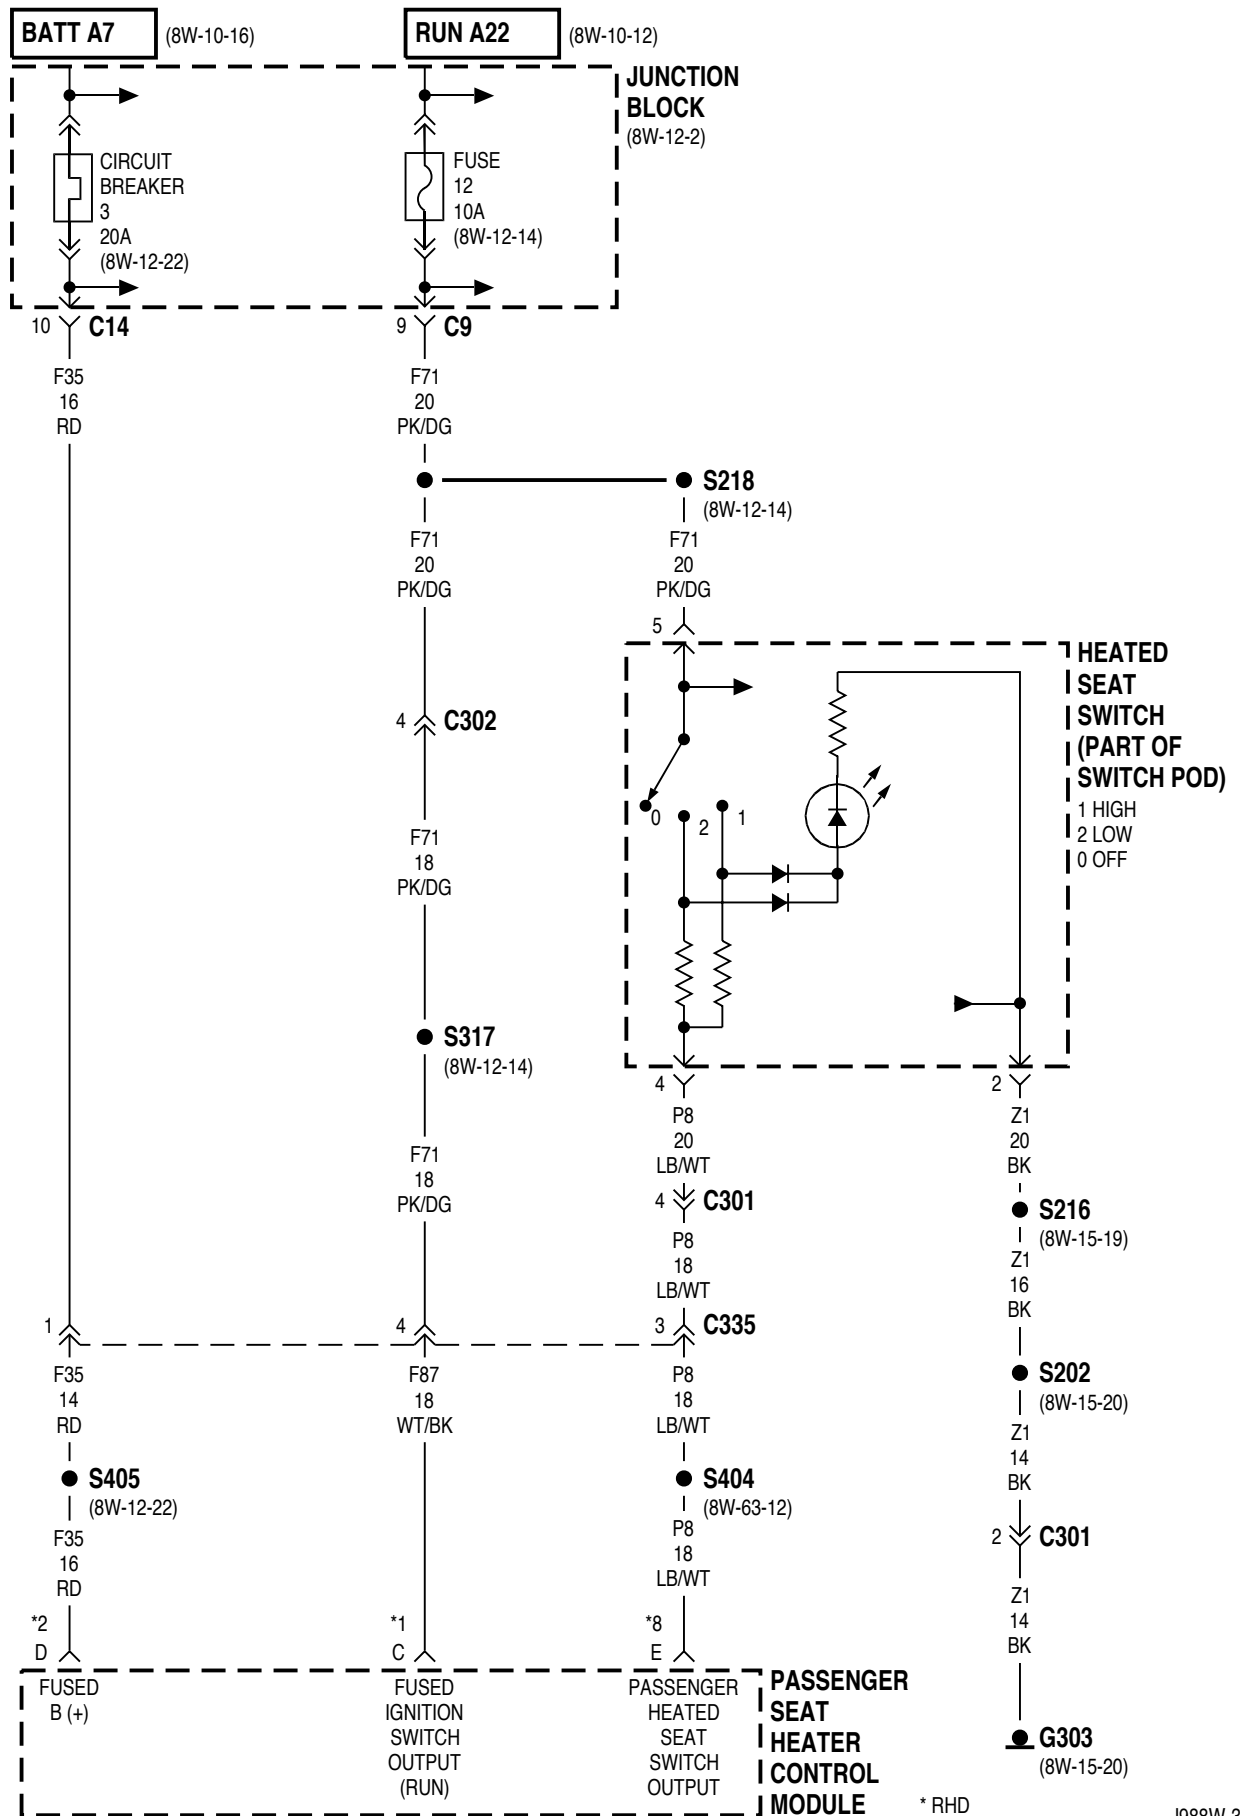 BATT A7 (8W-10-16) RUN A22 (8W-10-12)
JUNCTION
BLOCK
(8W-12-2)
CIRCUIT
BREAKER
3
20A
(8W-12-22)
FUSE
12
10A
(8W-12-14)
10 C14
9 C9
F35
16
RD
F71
20
PK/DG
S218
(8W-12-14)
F71
20
PK/DG
F71
20
PK/DG
5
HEATED
SEAT
SWITCH
(PART OF
SWITCH POD)
1 HIGH
2 LOW
0 OFF
0
2
1
4 C302
F71
18
PK/DG
S317
(8W-12-14)
F71
18
PK/DG
4
2
P8
20
LB/WT
4 C301
P8
18
LB/WT
Z1
20
BK
S216
(8W-15-19)
Z1
16
BK
1
4
3 C335
F35
14
RD
F87
18
WT/BK
P8
18
LB/WT
S202
(8W-15-20)
Z1
14
BK
S405
(8W-12-22)
S404
(8W-63-12)
F35
16
RD
P8
18
LB/WT
2 C301
Z1
14
BK
*2
D
*1
C
*8
E
FUSED
B (+)
FUSED
IGNITION
SWITCH
OUTPUT
(RUN)
PASSENGER
HEATED
SEAT
SWITCH
OUTPUT
PASSENGER
SEAT
HEATER
CONTROL
MODULE
G303
(8W-15-20)
* RHD